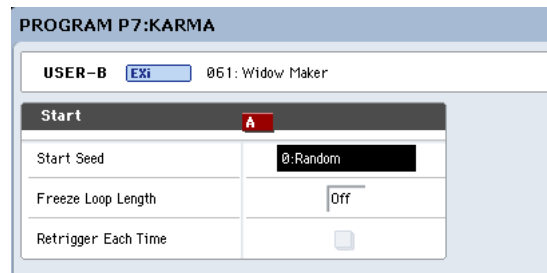 PROGRAM P7:KARMA
USER-B EXi 061: Widow Maker
Start A
Start Seed 0:Random
Freeze Loop Length Off
Retrigger Each Time